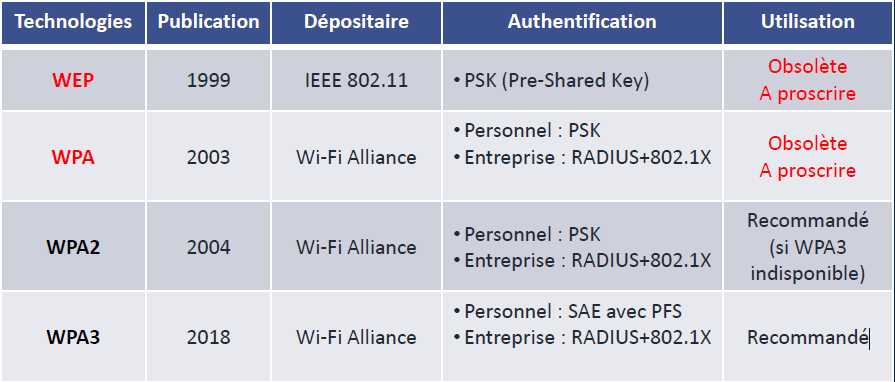 Technologies Publication Dépositaire Authentification Utilisation
WEP 1999 IEEE 802.11 • PSK (Pre-Shared Key) Obsolète
A proscrire
WPA 2003 Wi-Fi Alliance • Personnel : PSK
• Entreprise : RADIUS+802.1X Obsolète
A proscrire
WPA2 2004 Wi-Fi Alliance • Personnel : PSK
• Entreprise : RADIUS+802.1X Recommandé
(si WPA3
indisponible)
WPA3 2018 Wi-Fi Alliance • Personnel : SAE avec PFS
• Entreprise : RADIUS+802.1X Recommandé